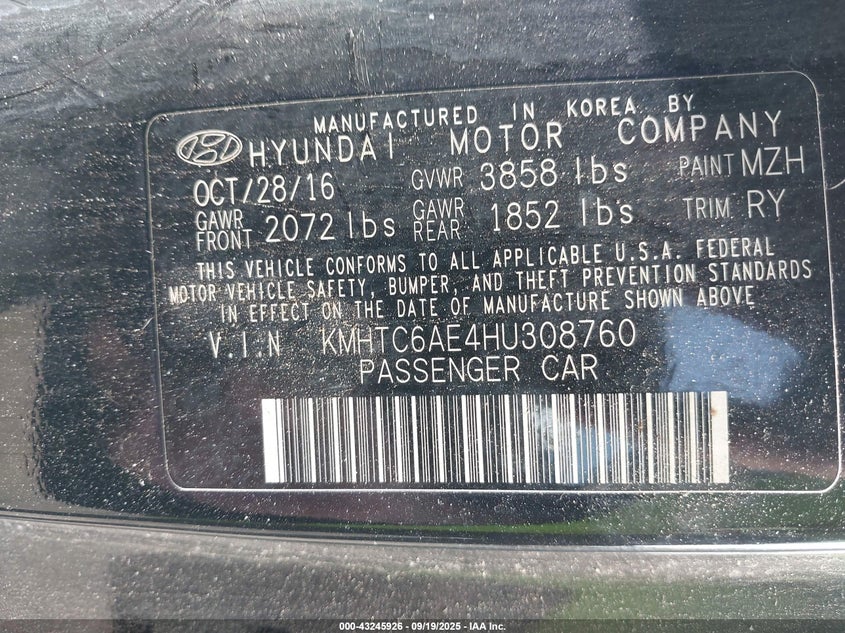 MANUFACTURED IN KOREA BY
HYUNDAI MOTOR COMPANY
OCT/28/16 GVWR 3858 lbs PAINT MZH
GAWR FRONT 2072 lbs GAWR REAR 1852 lbs TRIM RY
THIS VEHICLE CONFORMS TO ALL APPLICABLE U.S.A. FEDERAL
MOTOR VEHICLE SAFETY, BUMPER, AND THEFT PREVENTION STANDARDS
IN EFFECT ON THE DATE OF MANUFACTURE SHOWN ABOVE
V.I.N KMHTC6AE4HU308760
PASSENGER CAR
000-43245926 - 09/19/2025 - IAA Inc.